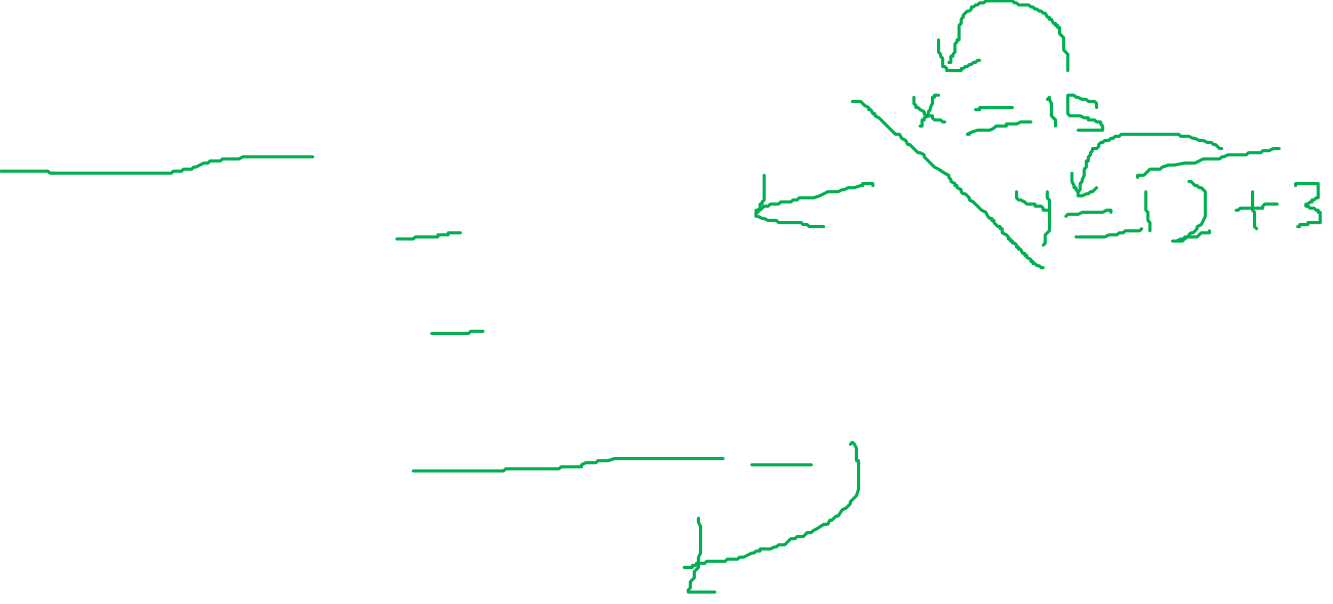 x = 15
y = 12 + 3